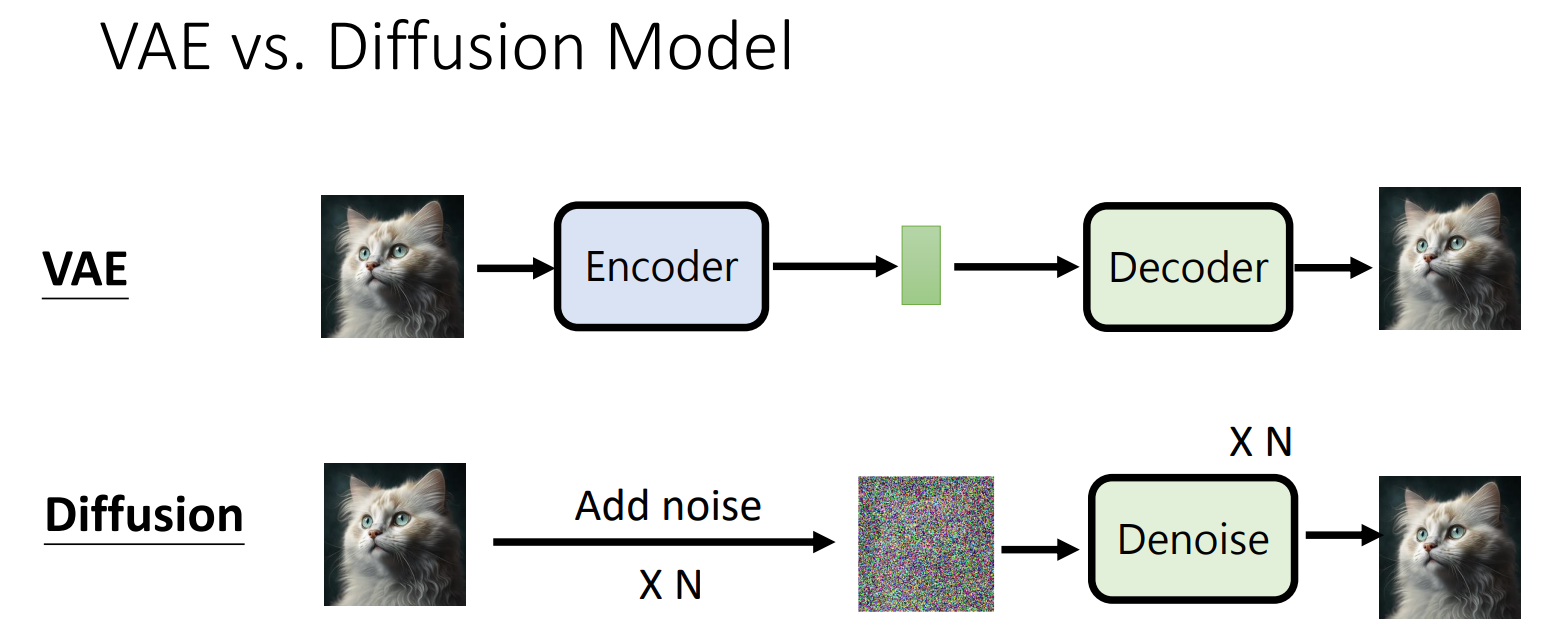 VAE vs. Diffusion Model
VAE
Encoder
Decoder
X N
Diffusion
Add noise
X N
Denoise